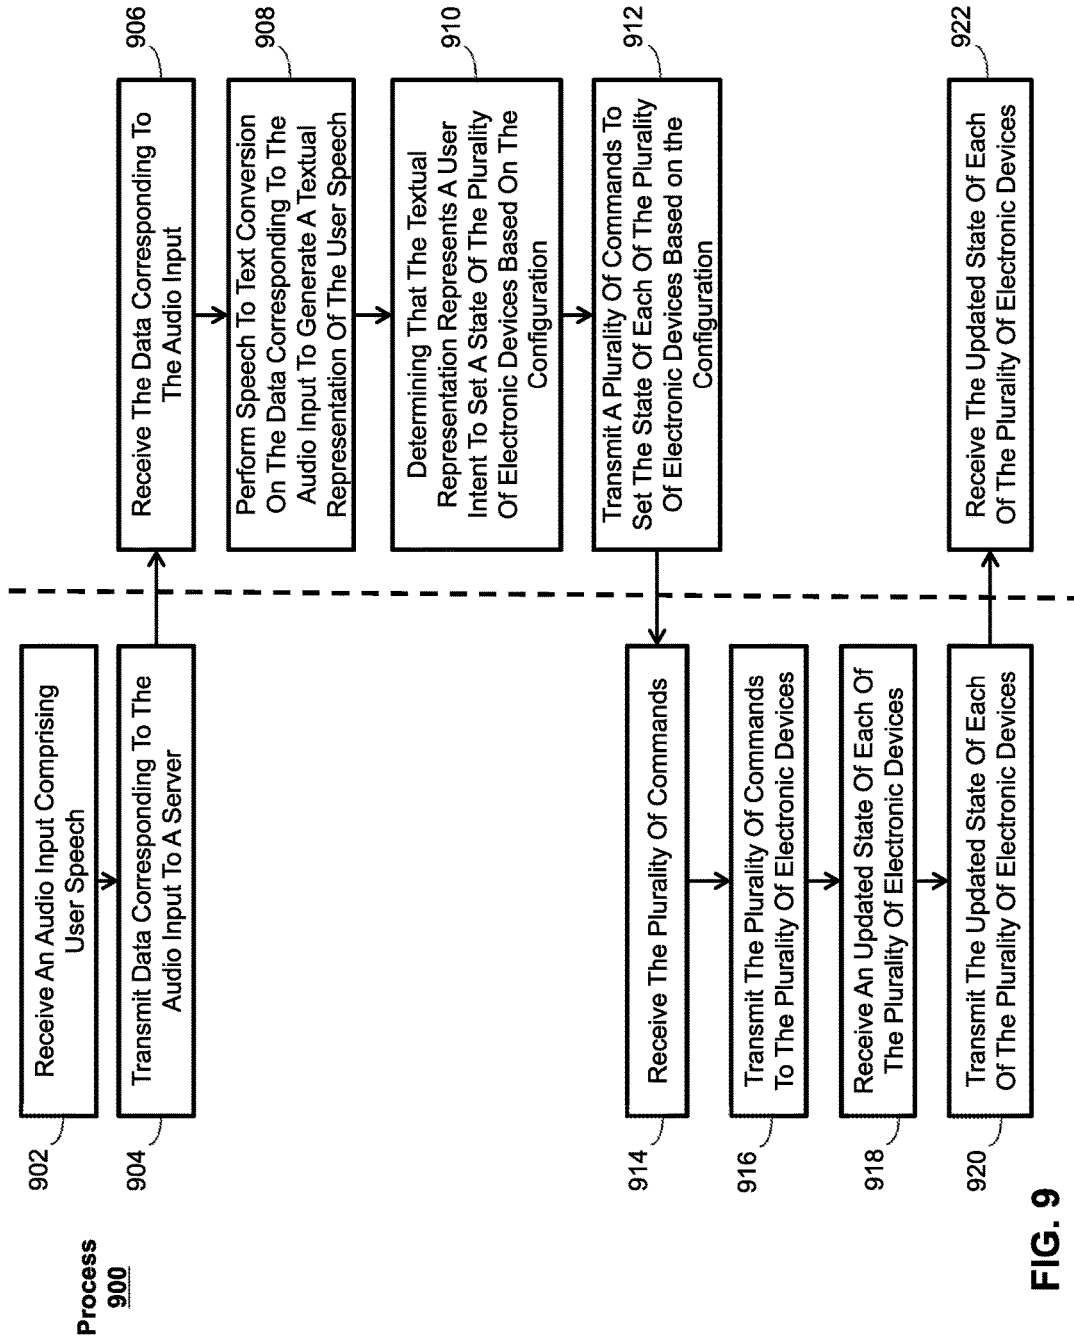 Process
900
902
Receive An Audio Input Comprising
User Speech
904
Transmit Data Corresponding To The
Audio Input To A Server
906
Receive The Data Corresponding To
The Audio Input
908
Perform Speech To Text Conversion
On The Data Corresponding To The
Audio Input To Generate A Textual
Representation Of The User Speech
910
Determining That The Textual
Representation Represents A User
Intent To Set A State Of The Plurality
Of Electronic Devices Based On The
Configuration
912
Transmit A Plurality Of Commands To
Set The State Of Each Of The Plurality
Of Electronic Devices Based on the
Configuration
914
Receive The Plurality Of Commands
916
Transmit The Plurality Of Commands
To The Plurality Of Electronic Devices
918
Receive An Updated State Of Each Of
The Plurality Of Electronic Devices
920
Transmit The Updated State Of Each
Of The Plurality Of Electronic Devices
922
Receive The Updated State Of Each
Of The Plurality Of Electronic Devices
FIG. 9